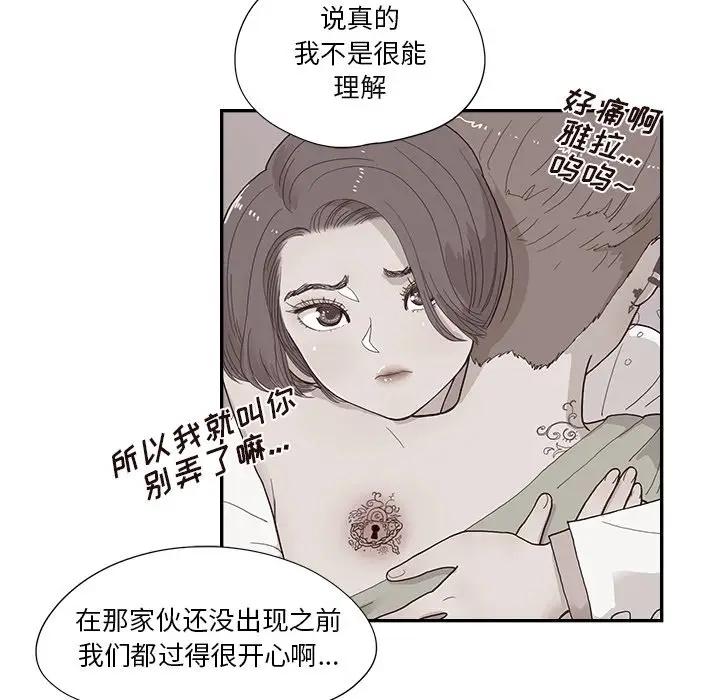 说真的
我不是很能
理解
好痛啊
雅拉...
呜呜~
所以我就叫你
别弄了嘛...
在那家伙还没出现之前
我们都过得很开心啊...